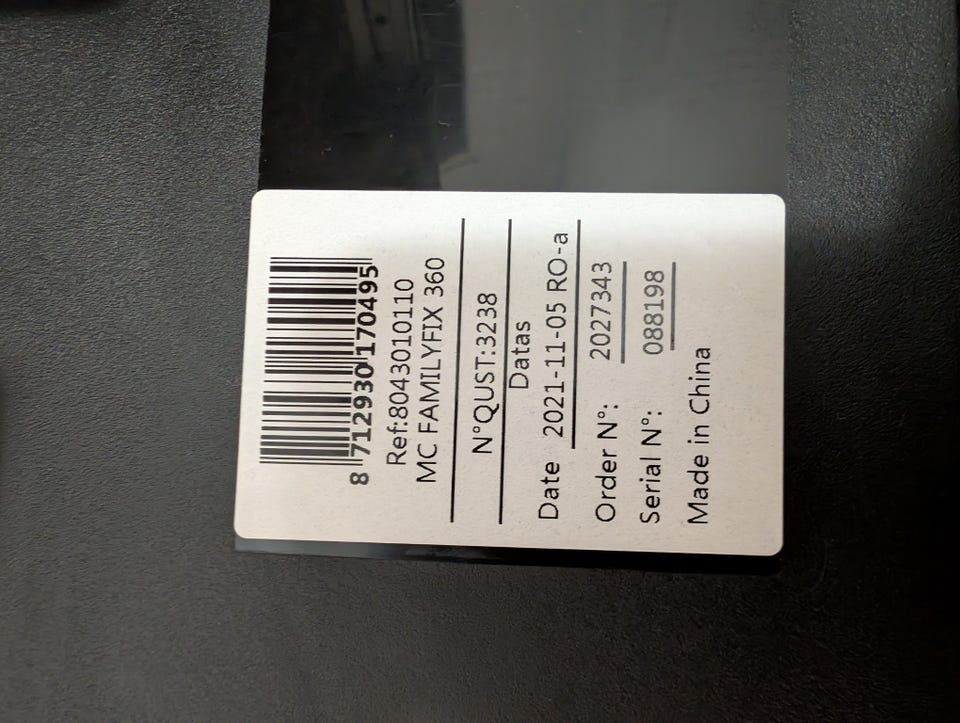 8 712930 170495
Ref:8043010110
MC FAMILYFIX 360
N°QUST:3238
Datas
Date 2021-11-05 RO-a
Order N°: 2027343
Serial N°: 088198
Made in China